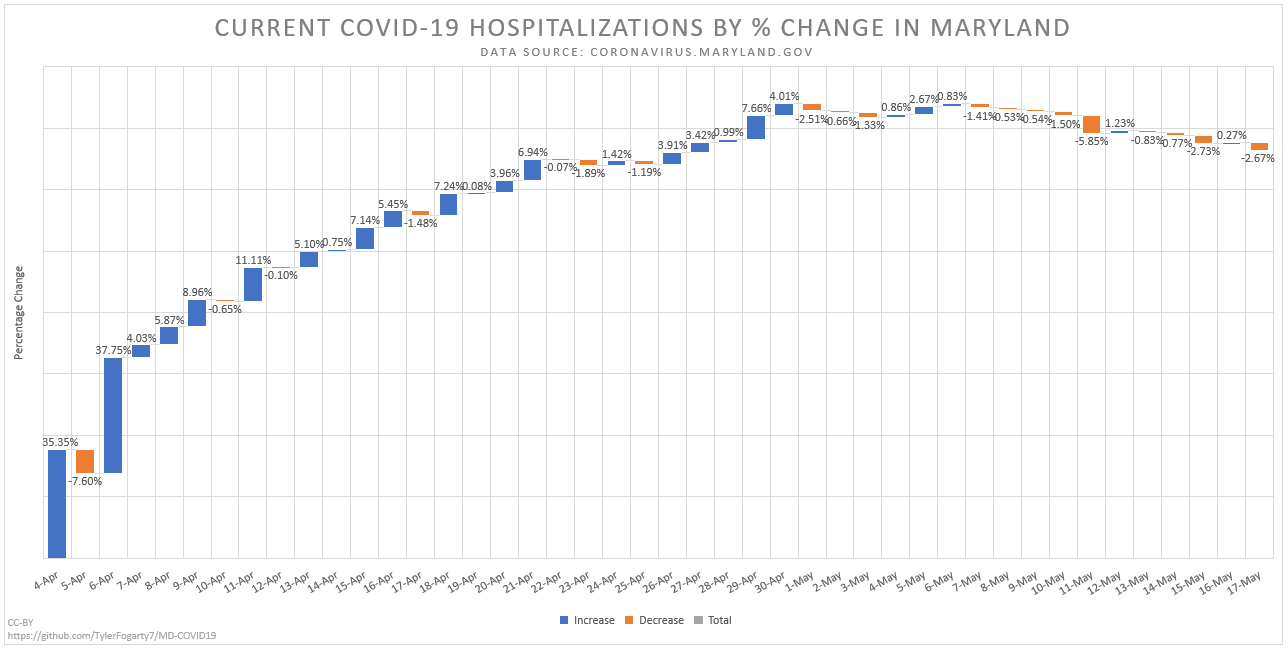 CURRENT COVID-19 HOSPITALIZATIONS BY % CHANGE IN MARYLAND
DATA SOURCE: CORONAVIRUS.MARYLAND.GOV
Percentage Change
35.35%
-7.60%
37.75%
4.03%
5.87%
8.96%
-0.65%
11.11%
-0.10%
5.10%
0.75%
7.14%
5.45%
-1.48%
7.24%
0.08%
3.96%
6.94%
-0.07%
-1.89%
1.42%
-1.19%
3.91%
3.42%
0.99%
7.66%
4.01%
-2.51%
-0.66%
-1.33%
0.86%
2.67%
0.83%
-1.41%
-0.53%
-0.54%
-1.50%
-5.85%
1.23%
-0.83%
-0.77%
-2.73%
0.27%
-2.67%
4-Apr
5-Apr
6-Apr
7-Apr
8-Apr
9-Apr
10-Apr
11-Apr
12-Apr
13-Apr
14-Apr
15-Apr
16-Apr
17-Apr
18-Apr
19-Apr
20-Apr
21-Apr
22-Apr
23-Apr
24-Apr
25-Apr
26-Apr
27-Apr
28-Apr
29-Apr
30-Apr
1-May
2-May
3-May
4-May
5-May
6-May
7-May
8-May
9-May
10-May
11-May
12-May
13-May
14-May
15-May
16-May
17-May
Increase Decrease Total
CC-BY
https://github.com/TylerFogarty7/MD-COVID19